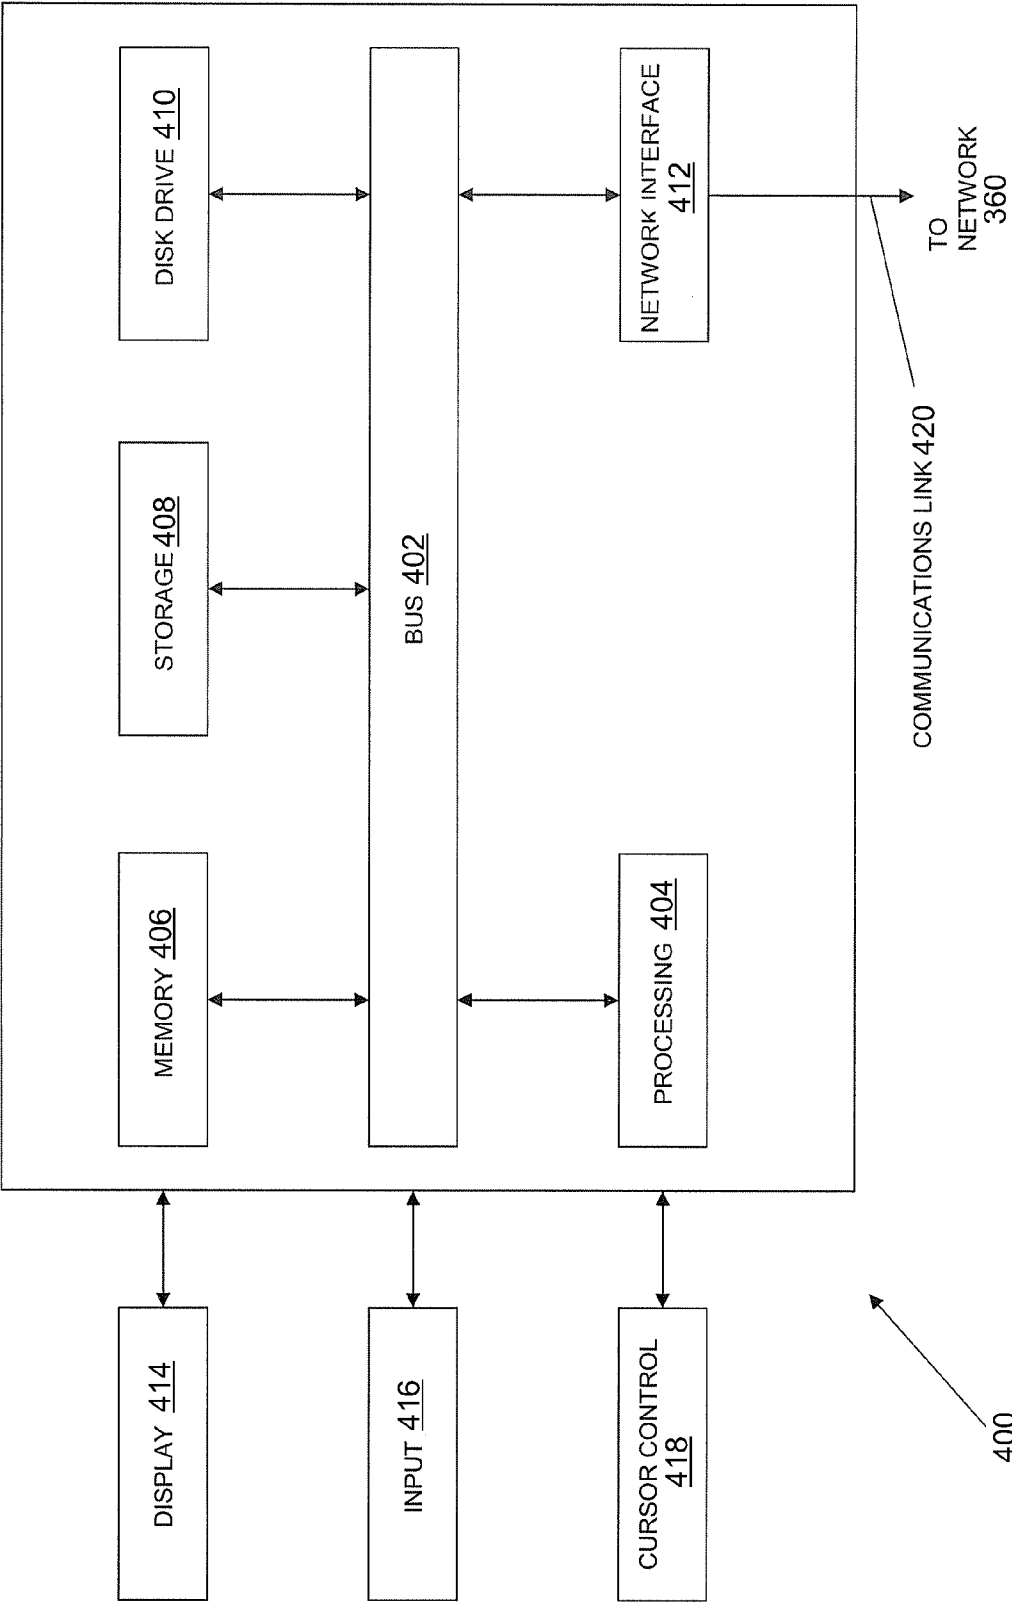 DISPLAY 414
MEMORY 406
STORAGE 408
DISK DRIVE 410
INPUT 416
BUS 402
CURSOR CONTROL
418
PROCESSING 404
NETWORK INTERFACE
412
400
COMMUNICATIONS LINK 420
TO
NETWORK
360